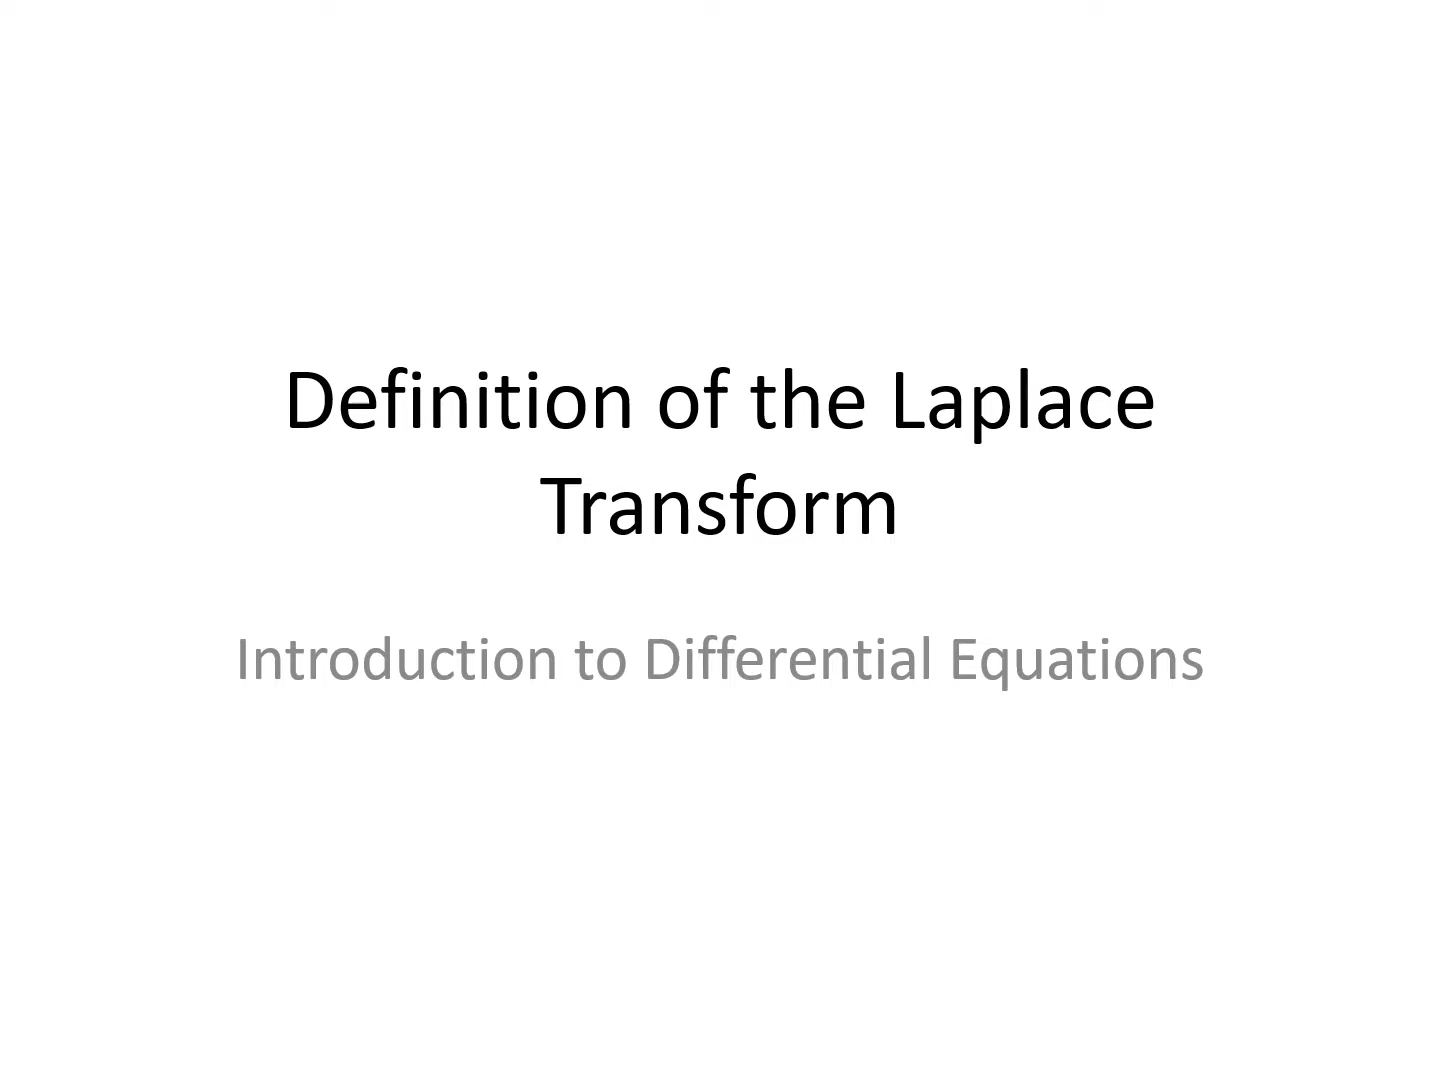 Definition of the Laplace
Transform
Introduction to Differential Equations